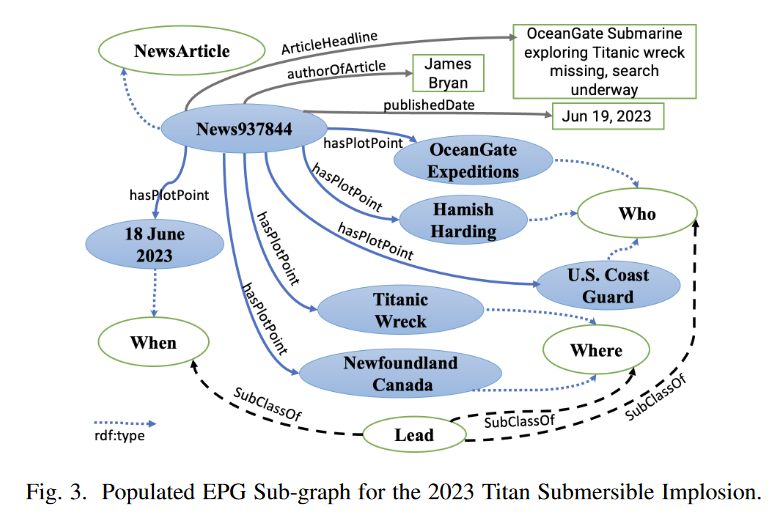 NewsArticle
ArticleHeadline
OceanGate Submarine
exploring Titanic wreck
missing, search
underway
authorOfArticle
James
Bryan
publishedDate
Jun 19, 2023
News937844
hasPlotPoint
OceanGate
Expeditions
hasPlotPoint
hasPlotPoint
Hamish
Harding
Who
hasPlotPoint
18 June
2023
hasPlotPoint
U.S. Coast
Guard
hasPlotPoint
Titanic
Wreck
When
Where
Newfoundland
Canada
SubClassOf
SubClassOf
SubClassOf
Lead
rdf:type
Fig. 3. Populated EPG Sub-graph for the 2023 Titan Submersible Implosion.